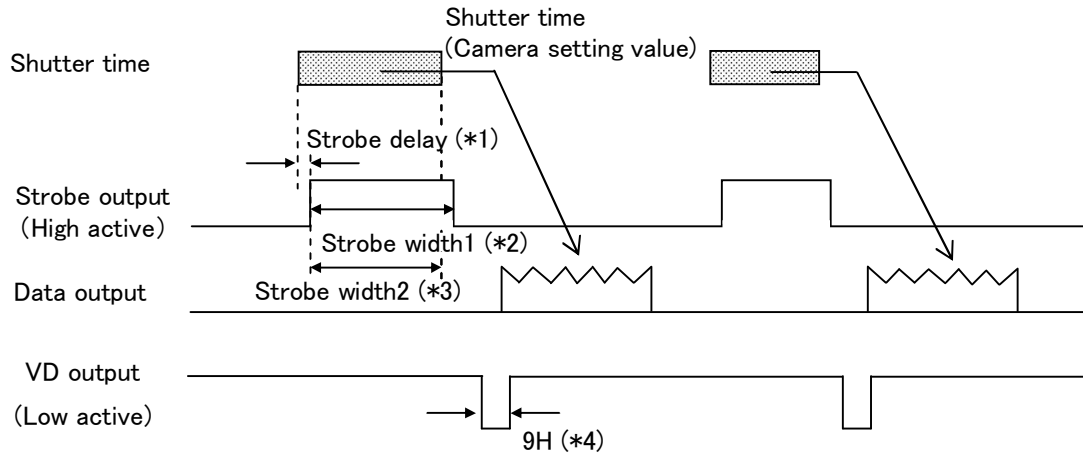 Shutter time
(Camera setting value)
Shutter time
Strobe delay (*1)
Strobe output
(High active)
Strobe width1 (*2)
Strobe width2 (*3)
Data output
VD output
(Low active)
9H (*4)